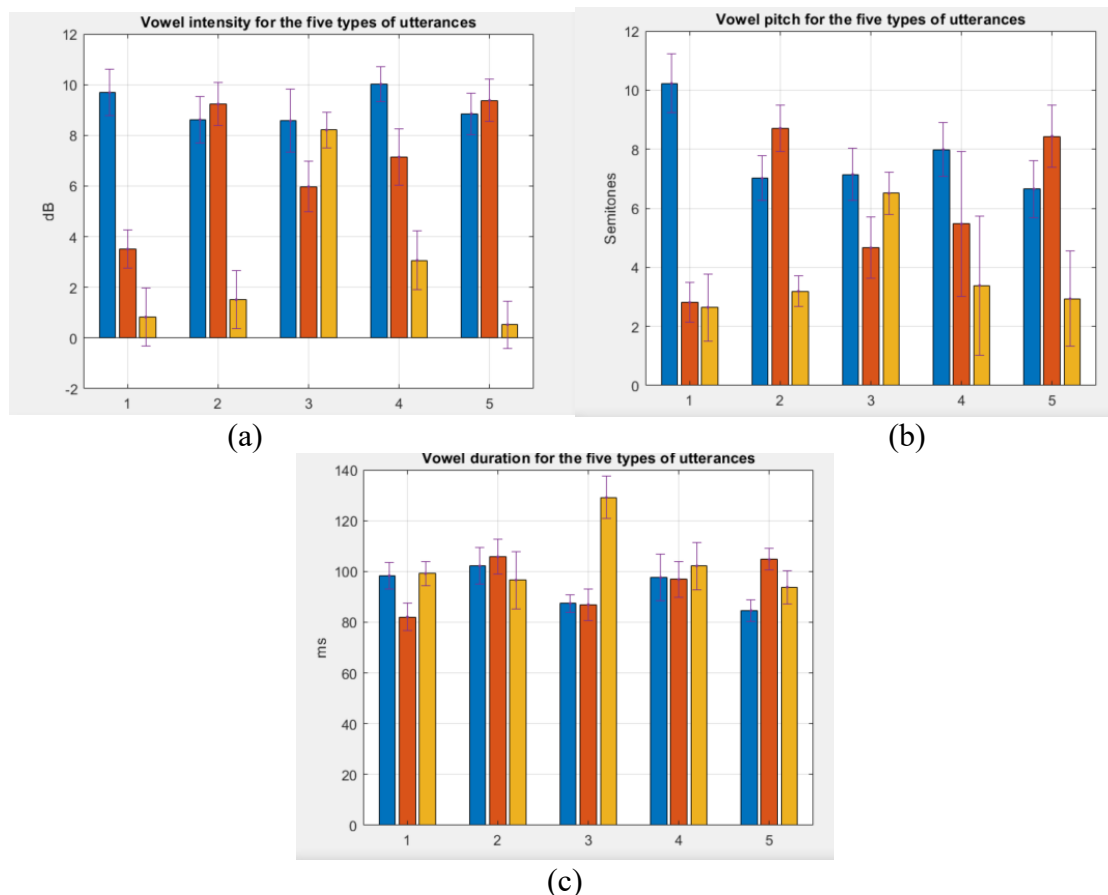 Vowel intensity for the five types of utterances
12
10
8
6
4
2
0
-2
dB
1 2 3 4 5
(a)
Vowel pitch for the five types of utterances
12
10
8
6
4
2
0
Semitones
1 2 3 4 5
(b)
Vowel duration for the five types of utterances
140
120
100
80
60
40
20
0
ms
1 2 3 4 5
(c)